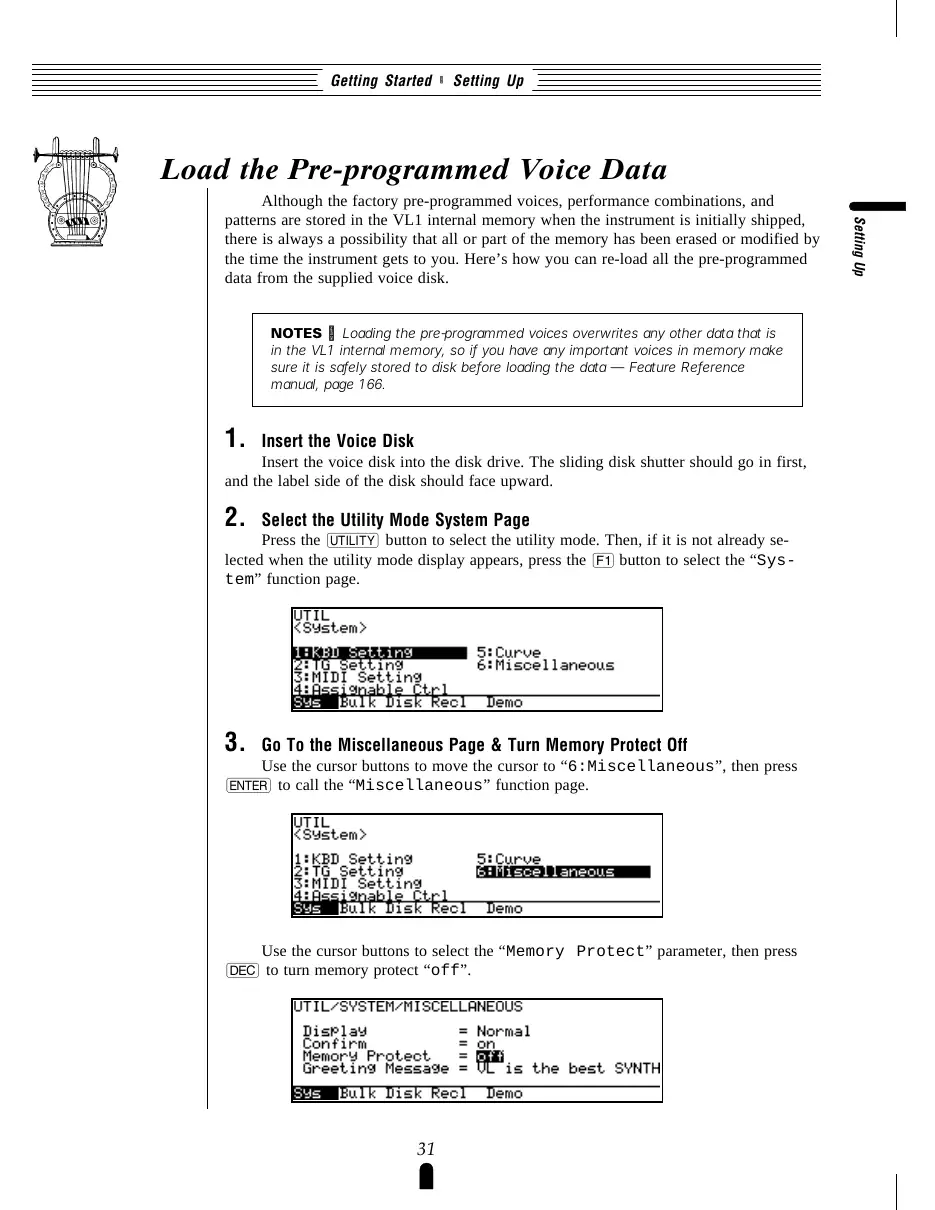 Getting Started Setting Up
Load the Pre-programmed Voice Data
Although the factory pre-programmed voices, performance combinations, and
patterns are stored in the VL1 internal memory when the instrument is initially shipped,
there is always a possibility that all or part of the memory has been erased or modified by
the time the instrument gets to you. Here’s how you can re-load all the pre-programmed
data from the supplied voice disk.
Setting Up
NOTES Loading the pre-programmed voices overwrites any other data that is
in the VL1 internal memory, so if you have any important voices in memory make
sure it is safely stored to disk before loading the data — Feature Reference
manual, page 166.
1. Insert the Voice Disk
Insert the voice disk into the disk drive. The sliding disk shutter should go in first,
and the label side of the disk should face upward.
2. Select the Utility Mode System Page
Press the UTILITY button to select the utility mode. Then, if it is not already se-
lected when the utility mode display appears, press the F1 button to select the “Sys-
tem” function page.
UTIL
<System>
1:KBD Setting 5:Curve
2:TG Setting 6:Miscellaneous
3:MIDI Setting
4:Assignable Ctrl
Sys Bulk Disk Recl Demo
3. Go To the Miscellaneous Page & Turn Memory Protect Off
Use the cursor buttons to move the cursor to “6:Miscellaneous”, then press
ENTER to call the “Miscellaneous” function page.
UTIL
<System>
1:KBD Setting 5:Curve
2:TG Setting 6:Miscellaneous
3:MIDI Setting
4:Assignable Ctrl
Sys Bulk Disk Recl Demo
Use the cursor buttons to select the “Memory Protect” parameter, then press
DEC to turn memory protect “off”.
UTIL/SYSTEM/MISCELLANEOUS
Display = Normal
Confirm = on
Memory Protect = off
Greeting Message = VL is the best SYNTH
Sys Bulk Disk Recl Demo
31